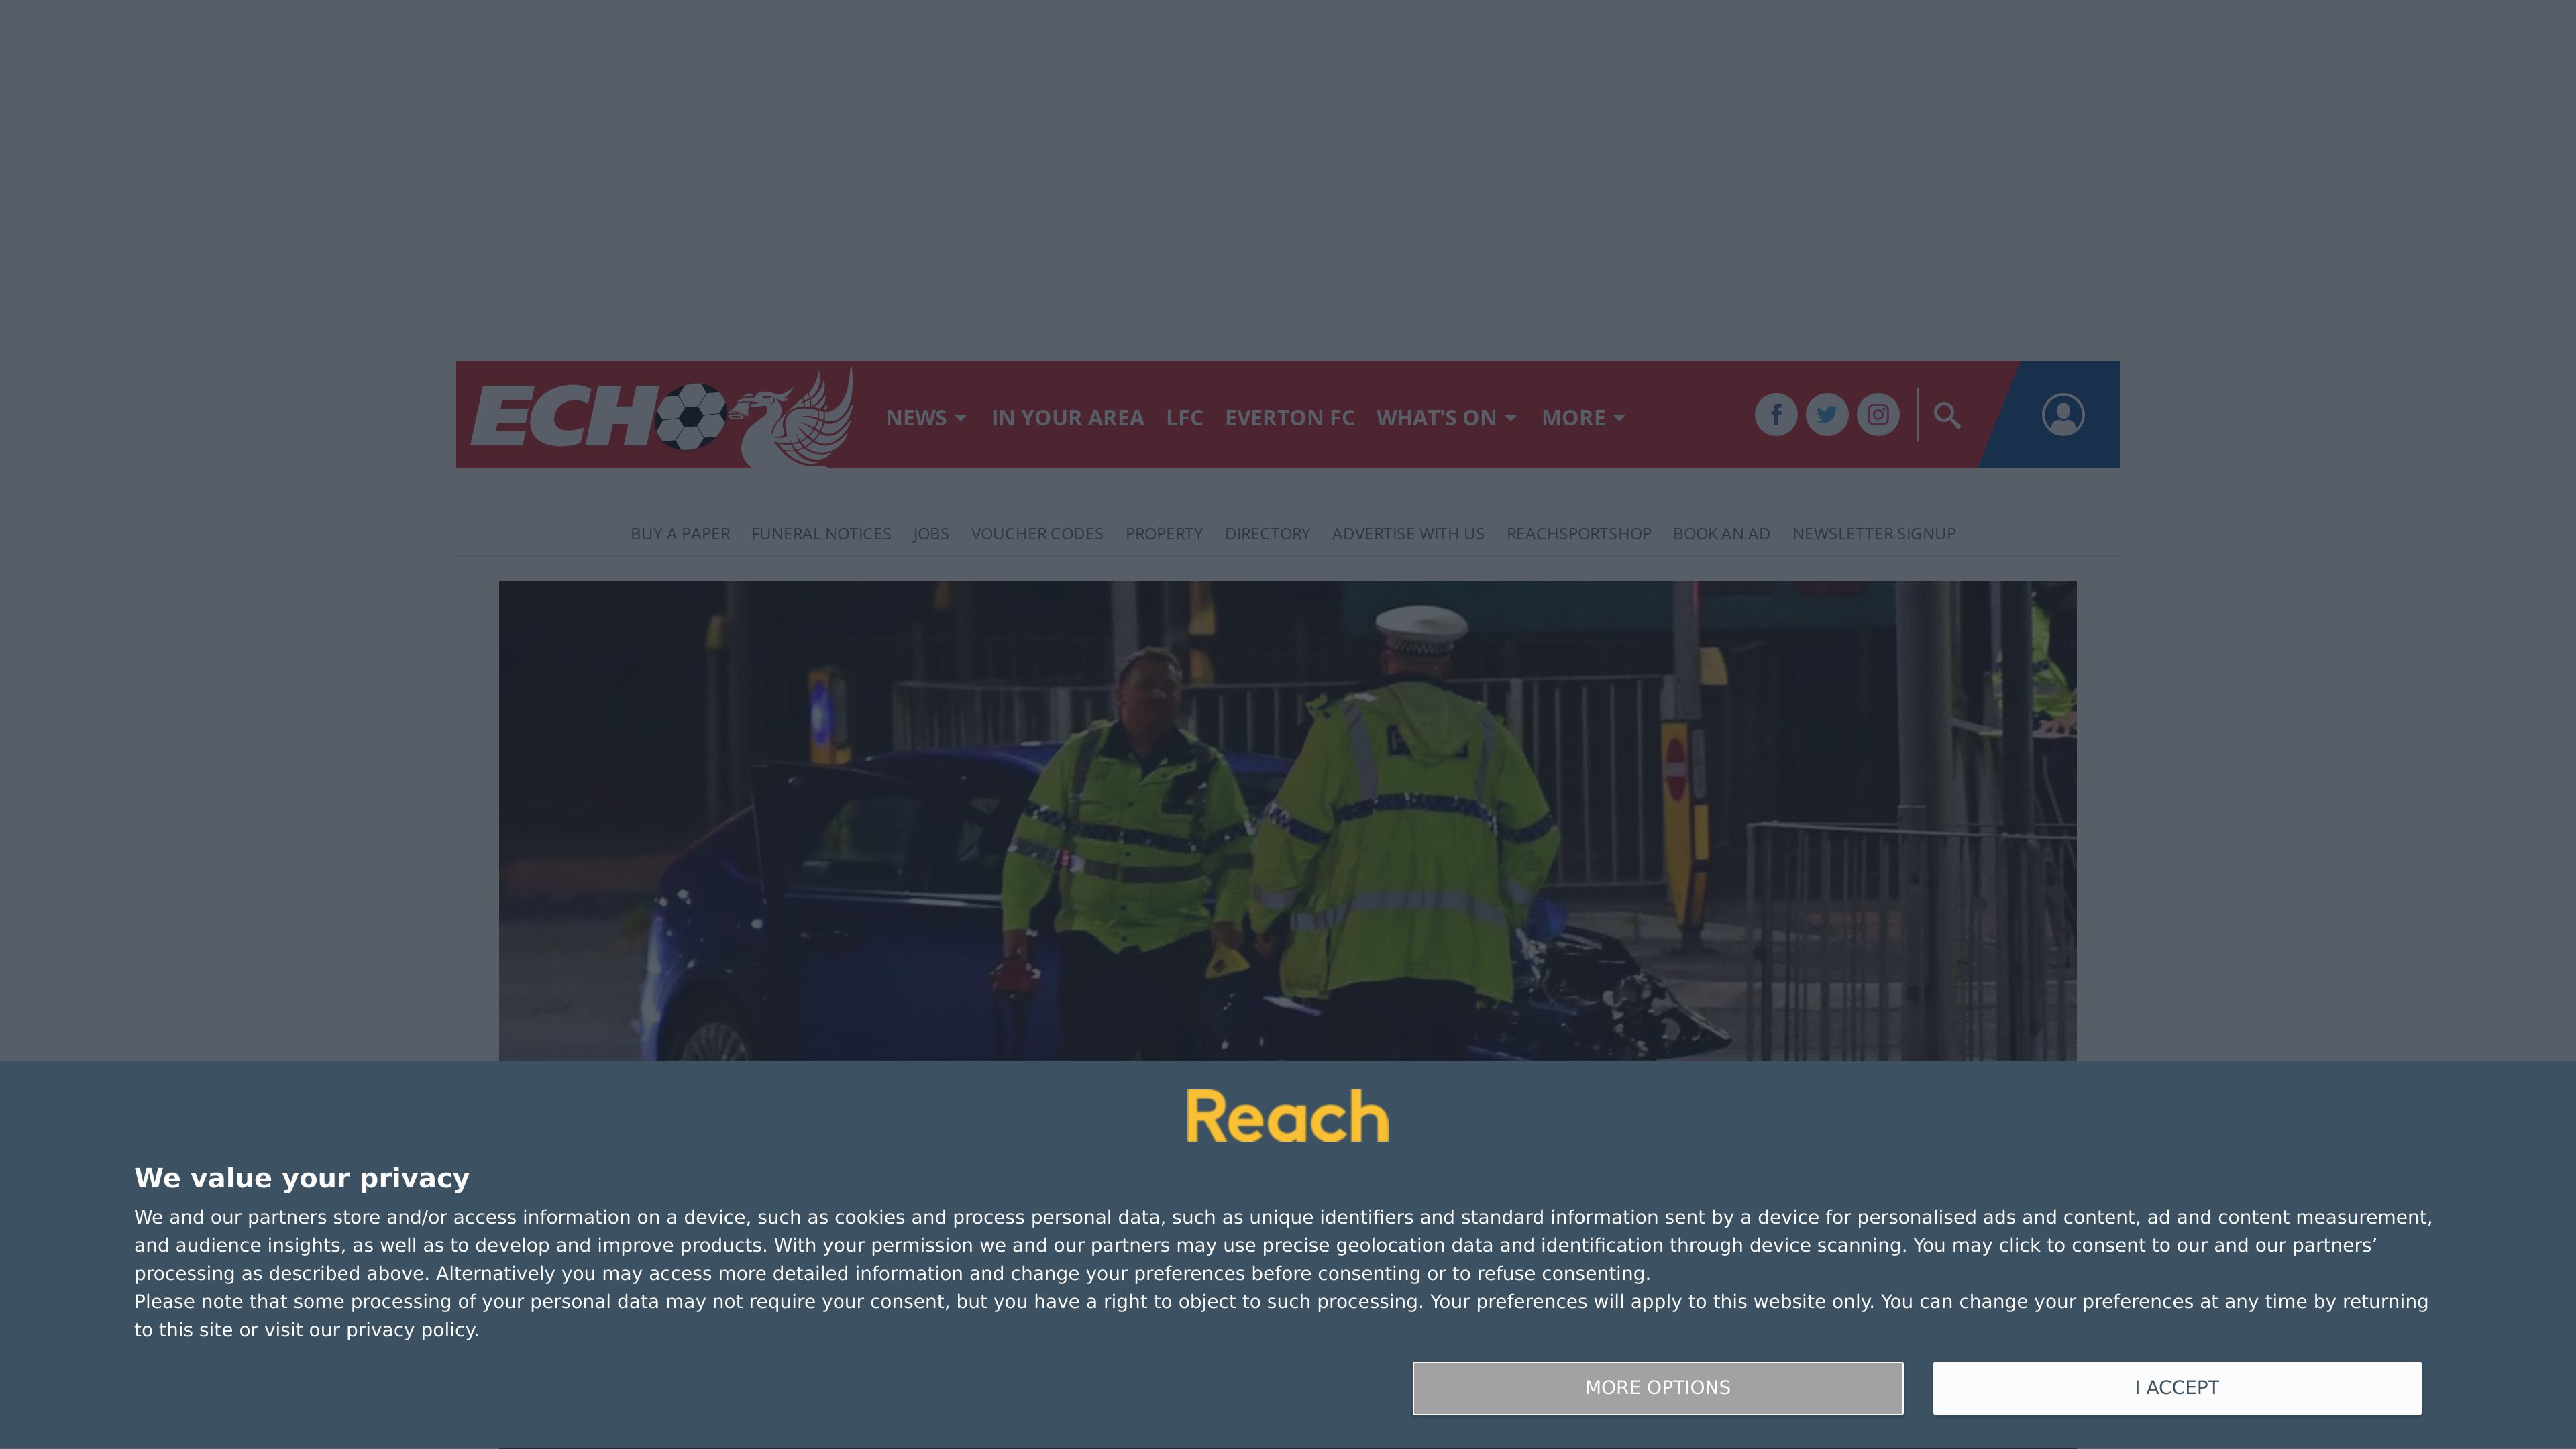 ECHO
NEWS
IN YOUR AREA
LFC
EVERTON FC
WHAT'S ON
MORE
BUY A PAPER
FUNERAL NOTICES
JOBS
VOUCHER CODES
PROPERTY
DIRECTORY
ADVERTISE WITH US
REACHSPORTSHOP
BOOK AN AD
NEWSLETTER SIGNUP
Reach
We value your privacy
We and our partners store and/or access information on a device, such as cookies and process personal data, such as unique identifiers and standard information sent by a device for personalised ads and content, ad and content measurement,
and audience insights, as well as to develop and improve products. With your permission we and our partners may use precise geolocation data and identification through device scanning. You may click to consent to our and our partners’
processing as described above. Alternatively you may access more detailed information and change your preferences before consenting or to refuse consenting.
Please note that some processing of your personal data may not require your consent, but you have a right to object to such processing. Your preferences will apply to this website only. You can change your preferences at any time by returning
to this site or visit our privacy policy.
MORE OPTIONS
I ACCEPT